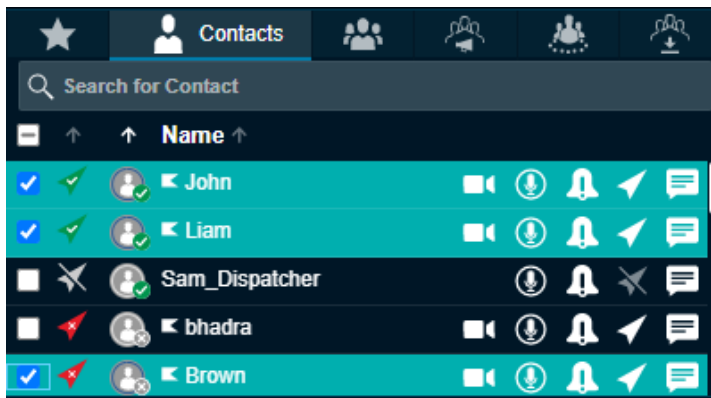 Contacts
Search for Contact
Name
John
Liam
Sam_Dispatcher
bhadra
Brown